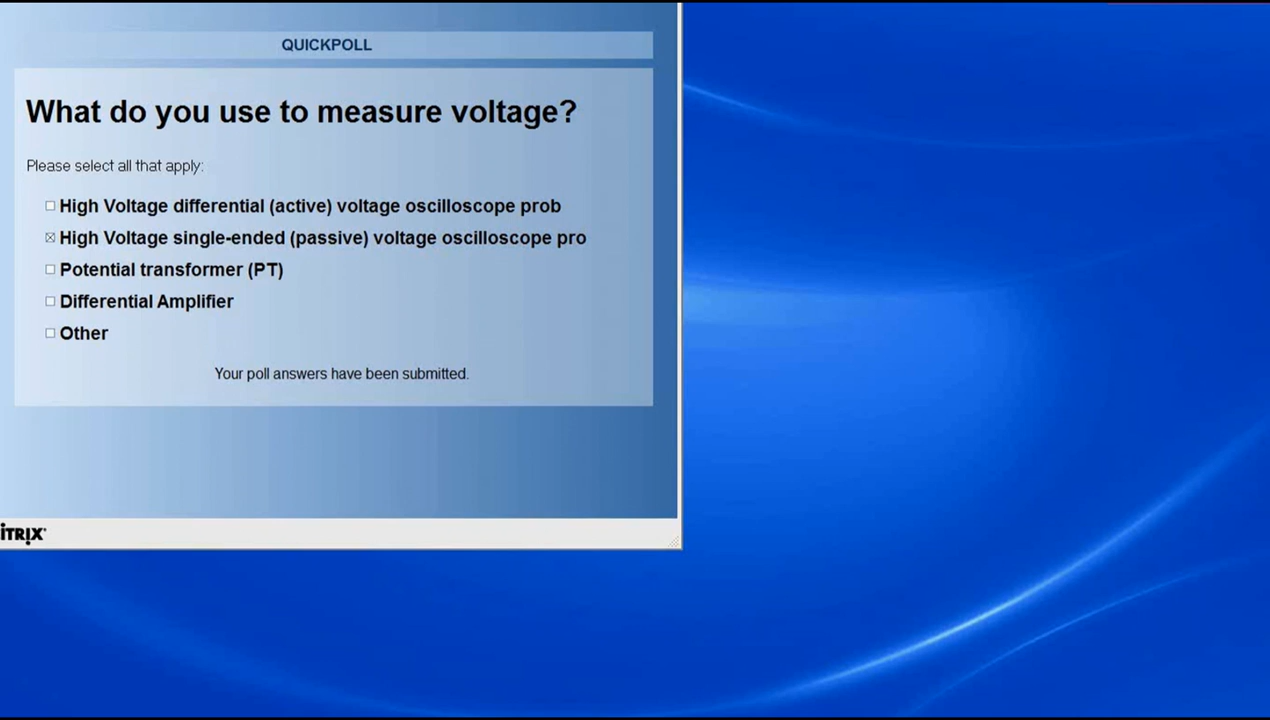 QUICKPOLL
What do you use to measure voltage?
Please select all that apply:
High Voltage differential (active) voltage oscilloscope prob
High Voltage single-ended (passive) voltage oscilloscope pro
Potential transformer (PT)
Differential Amplifier
Other
Your poll answers have been submitted.
iTRIX